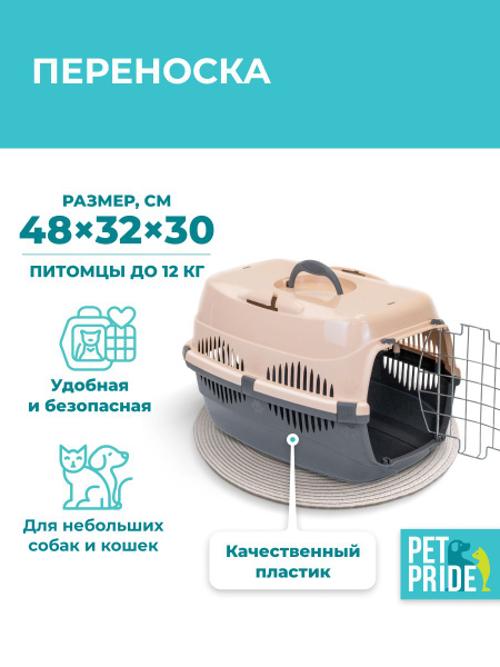 ПЕРЕНОСКА
РАЗМЕР, СМ
48×32×30
ПИТОМЦЫ ДО 12 КГ
Удобная
и безопасная
Для небольших
собак и кошек
Качественный
пластик
PET
PRIDE